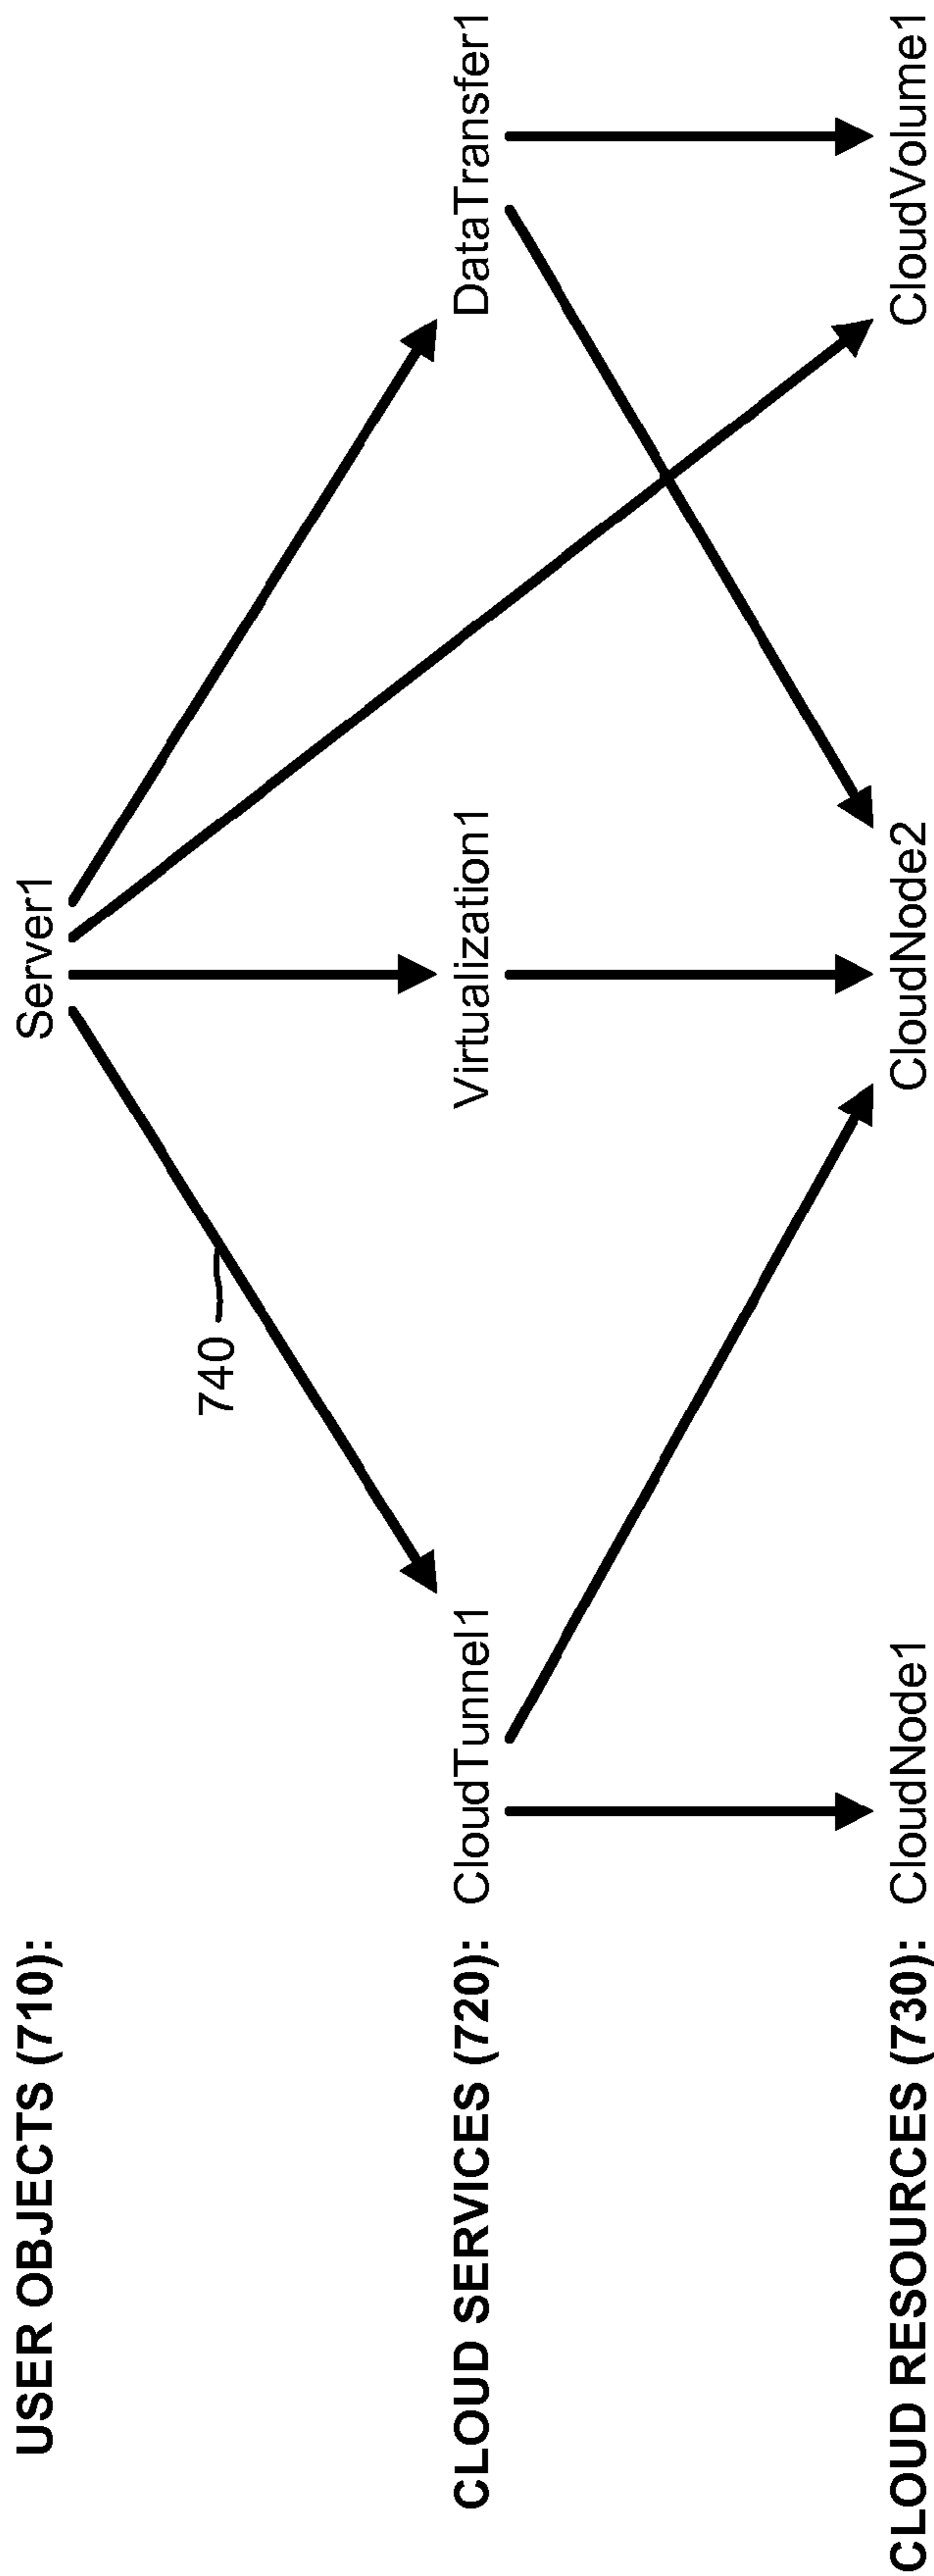 USER OBJECTS (710):
Server1
740
CLOUD SERVICES (720):
CloudTunnel1
Virtualization1
DataTransfer1
CLOUD RESOURCES (730):
CloudNode1
CloudNode2
CloudVolume1